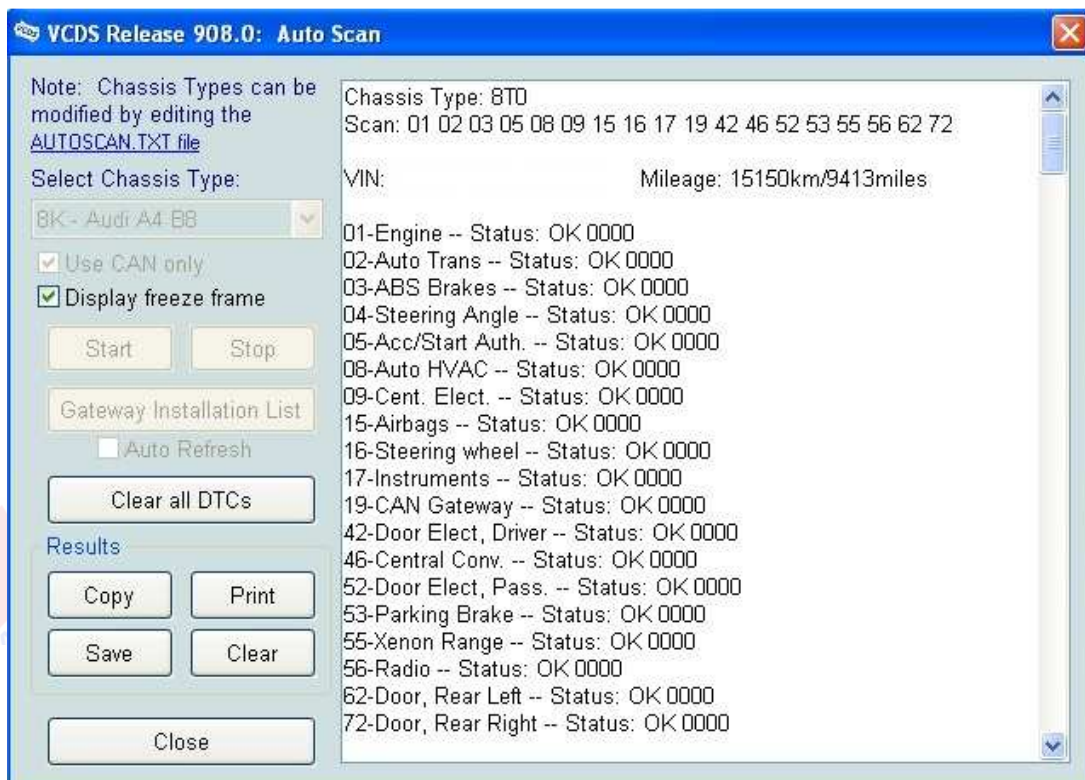 VCDS Release 908.0: Auto Scan
Note: Chassis Types can be
modified by editing the
AUTOSCAN.TXT file
Select Chassis Type:
8K - Audi A4 B8
Use CAN only
Display freeze frame
Start Stop
Gateway Installation List
Auto Refresh
Clear all DTCs
Results
Copy Print
Save Clear
Close
Chassis Type: 8T0
Scan: 01 02 03 05 08 09 15 16 17 19 42 46 52 53 55 56 62 72
VIN: Mileage: 15150km/9413miles
01-Engine -- Status: OK 0000
02-Auto Trans -- Status: OK 0000
03-ABS Brakes -- Status: OK 0000
04-Steering Angle -- Status: OK 0000
05-Acc/Start Auth. -- Status: OK 0000
08-Auto HVAC -- Status: OK 0000
09-Cent. Elect. -- Status: OK 0000
15-Airbags -- Status: OK 0000
16-Steering wheel -- Status: OK 0000
17-Instruments -- Status: OK 0000
19-CAN Gateway -- Status: OK 0000
42-Door Elect, Driver -- Status: OK 0000
46-Central Conv. -- Status: OK 0000
52-Door Elect, Pass. -- Status: OK 0000
53-Parking Brake -- Status: OK 0000
55-Xenon Range -- Status: OK 0000
56-Radio -- Status: OK 0000
62-Door, Rear Left -- Status: OK 0000
72-Door, Rear Right -- Status: OK 0000